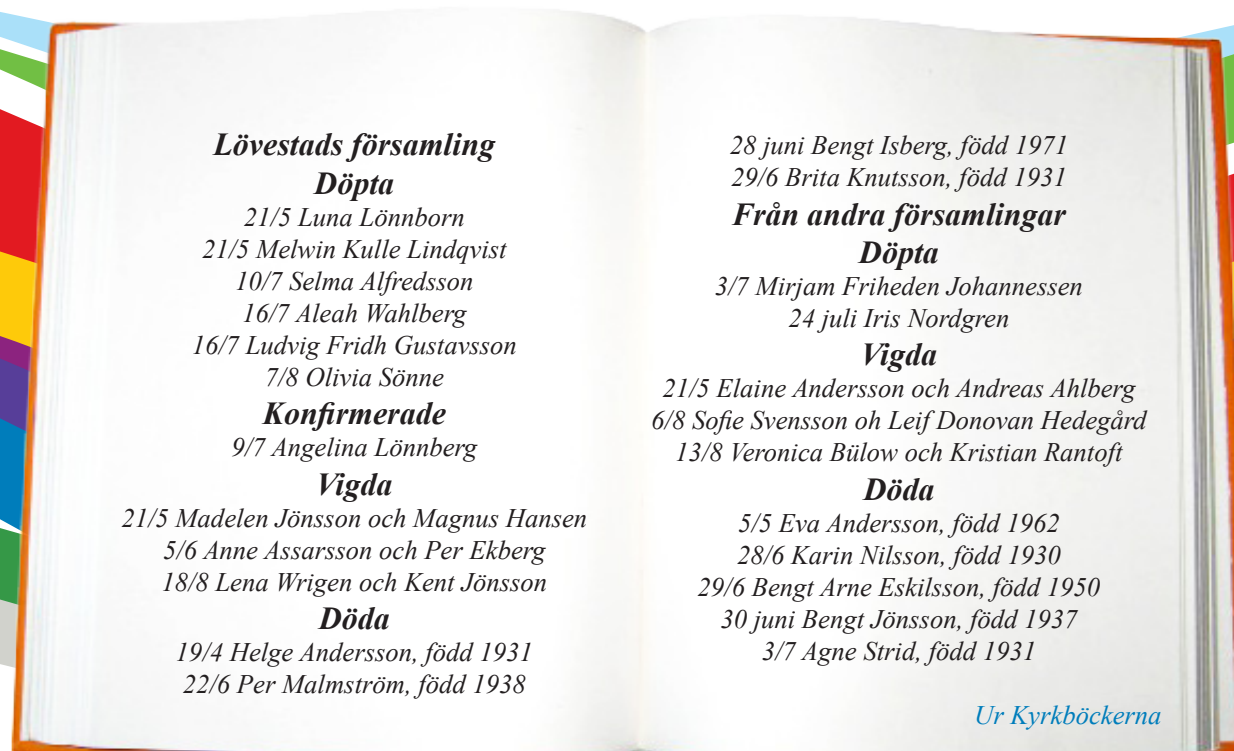 Lövestads församling
Döpta
21/5 Luna Lönnborn
21/5 Melwin Kulle Lindqvist
10/7 Selma Alfredsson
16/7 Aleah Wahlberg
16/7 Ludvig Fridh Gustavsson
7/8 Olivia Sönne
Konfirmerade
9/7 Angelina Lönnberg
Vigda
21/5 Madelen Jönsson och Magnus Hansen
5/6 Anne Assarsson och Per Ekberg
18/8 Lena Wrigen och Kent Jönsson
Döda
19/4 Helge Andersson, född 1931
22/6 Per Malmström, född 1938
28 juni Bengt Isberg, född 1971
29/6 Brita Knutsson, född 1931
Från andra församlingar
Döpta
3/7 Mirjam Friheden Johannessen
24 juli Iris Nordgren
Vigda
21/5 Elaine Andersson och Andreas Ahlberg
6/8 Sofie Svensson oh Leif Donovan Hedegård
13/8 Veronica Bülow och Kristian Rantoft
Döda
5/5 Eva Andersson, född 1962
28/6 Karin Nilsson, född 1930
29/6 Bengt Arne Eskilsson, född 1950
30 juni Bengt Jönsson, född 1937
3/7 Agne Strid, född 1931
Ur Kyrkböckerna